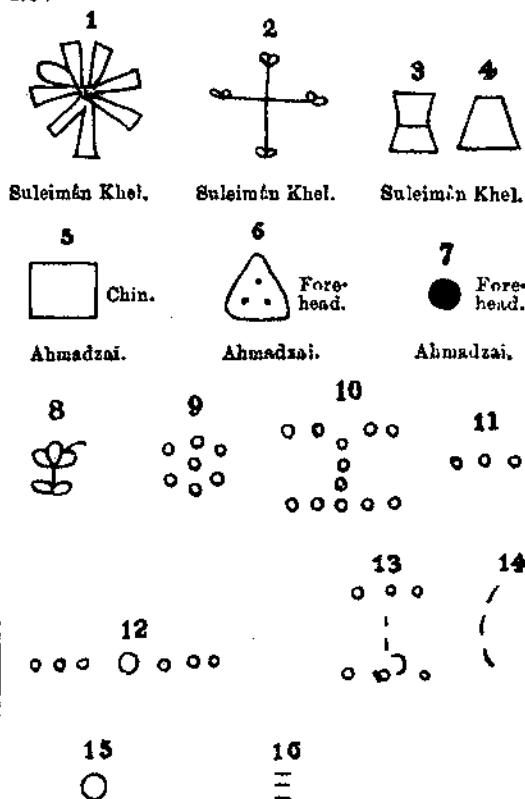 1 2
3 4
Suleimán Khel. Suleimán Khel. Suleimán Khel.
5 6 7
Chin. Fore- Fore-
head. head.
Ahmadzai. Ahmadzai. Ahmadzai.
8 9 10 11
12 13 14
15 16